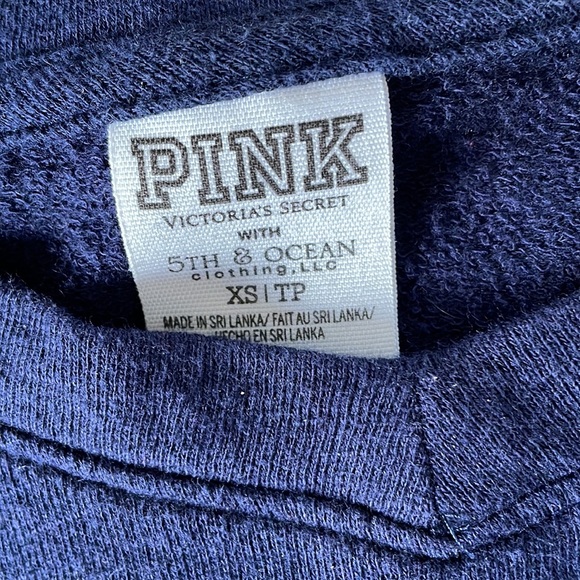 PINK
VICTORIA'S SECRET
WITH
5TH & OCEAN
clothing, LLC
XS | TP
MADE IN SRI LANKA/ FAIT AU SRI LANKA/
HECHO EN SRI LANKA